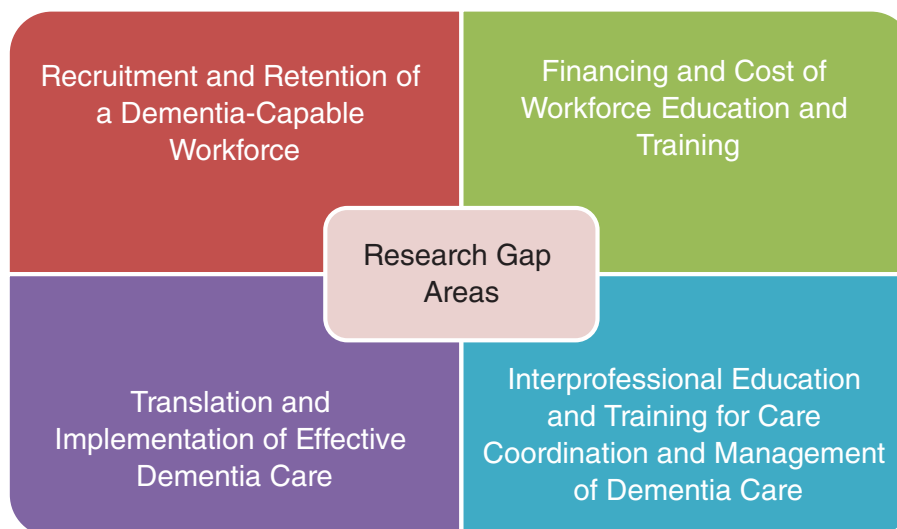 Recruitment and Retention of
a Dementia-Capable
Workforce
Financing and Cost of
Workforce Education and
Training
Research Gap
Areas
Translation and
Implementation of Effective
Dementia Care
Interprofessional Education
and Training for Care
Coordination and Management
of Dementia Care